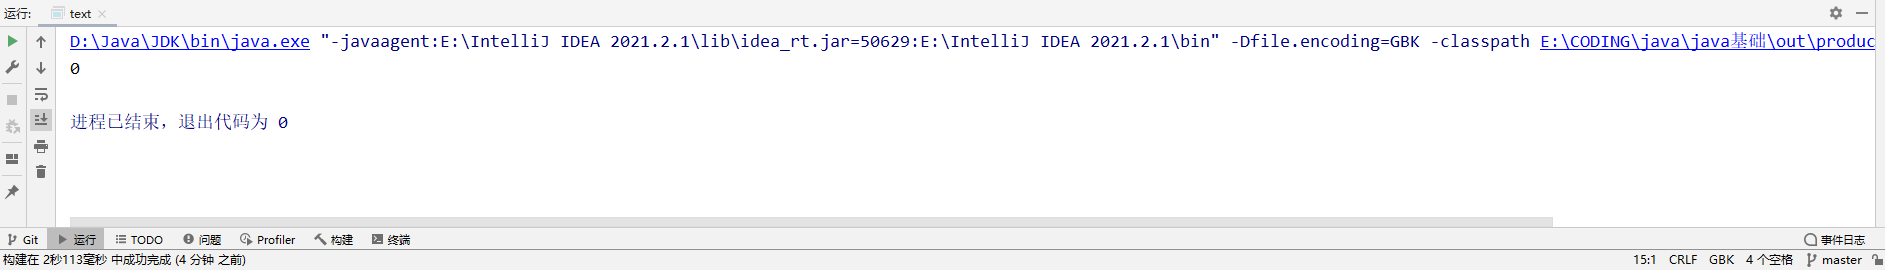 运行: text
D:\Java\JDK\bin\java.exe "-javaagent:E:\IntelliJ IDEA 2021.2.1\lib\idea_rt.jar=50629:E:\IntelliJ IDEA 2021.2.1\bin" -Dfile.encoding=GBK -classpath E:\CODING\java\java基础\out\produc
0
进程已结束，退出代码为 0
Git 运行 TODO 问题 Profiler 构建 终端 事件日志
构建在 2秒113毫秒 中成功完成 (4 分钟 之前) 15:1 CRLF GBK 4 个空格 master